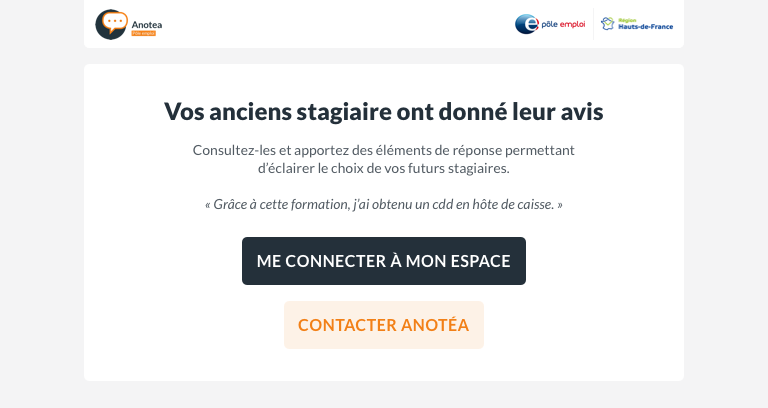 Anotea
Pôle emploi
pôle emploi
Région
Hauts-de-France
Vos anciens stagiaire ont donné leur avis
Consultez-les et apportez des éléments de réponse permettant
d'éclairer le choix de vos futurs stagiaires.
« Grâce à cette formation, j'ai obtenu un cdd en hôte de caisse. »
ME CONNECTER À MON ESPACE
CONTACTER ANOTÉA